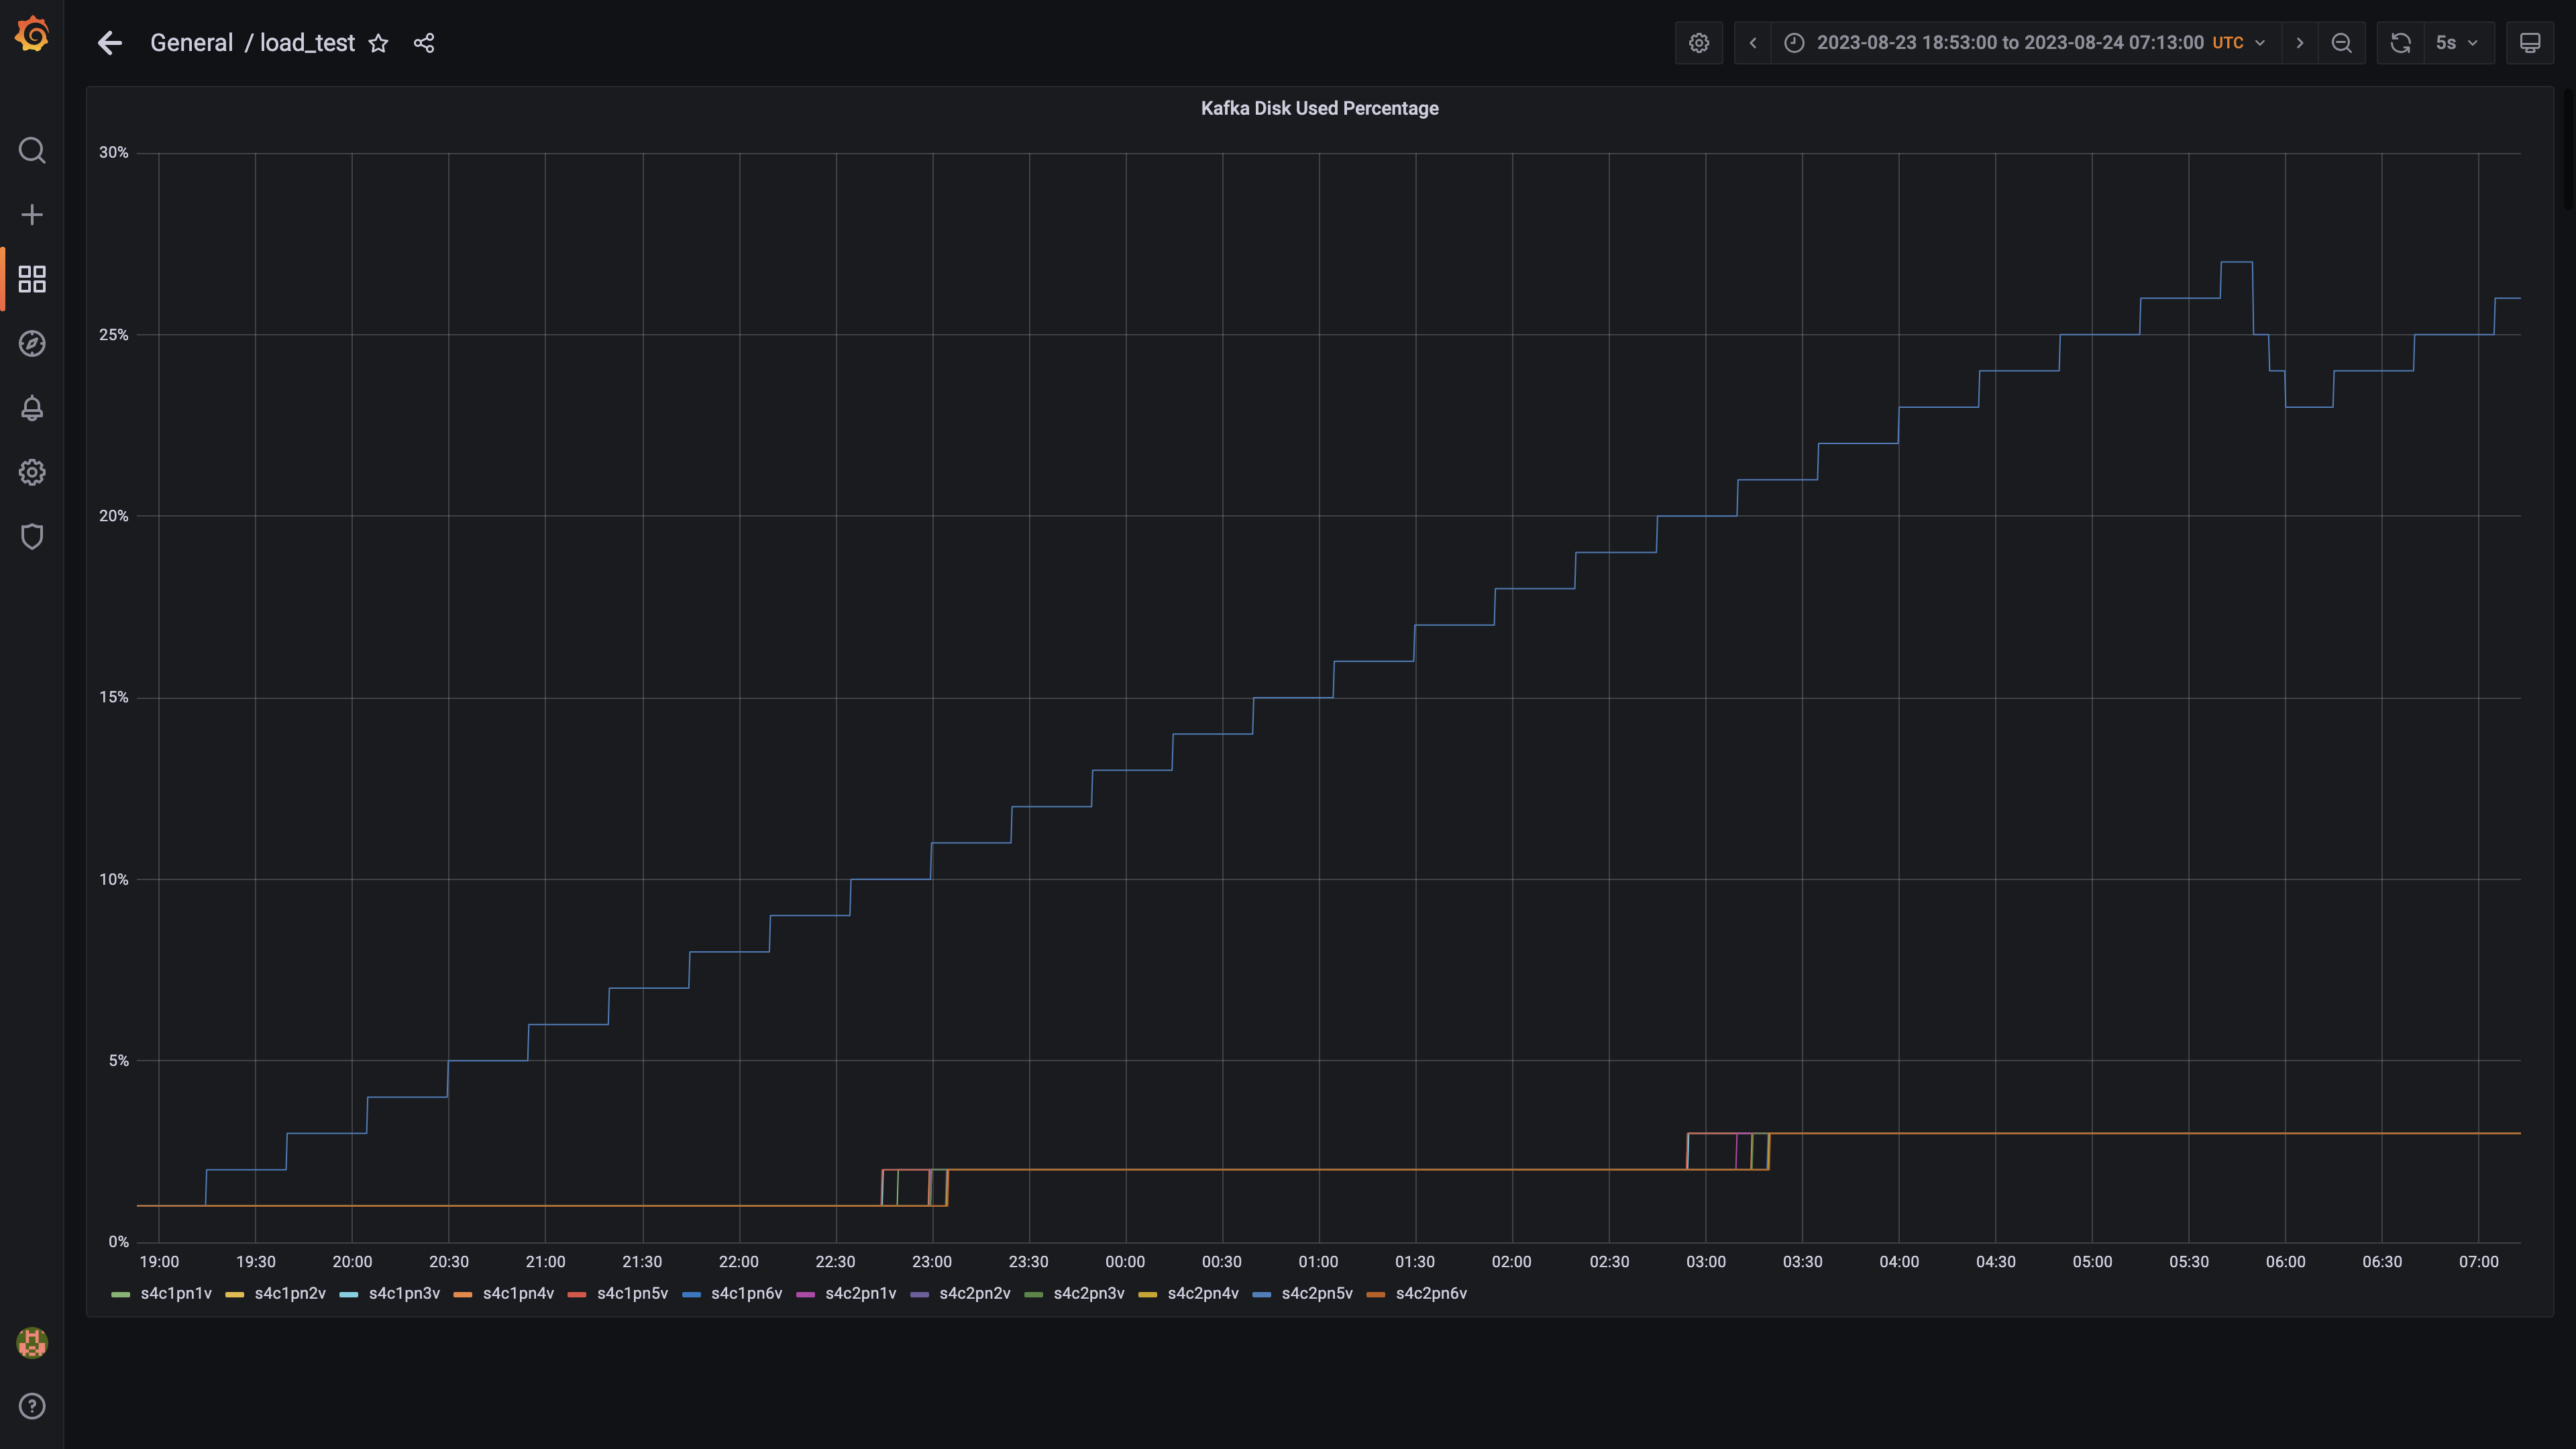 General / load_test
2023-08-23 18:53:00 to 2023-08-24 07:13:00 UTC
5s
Kafka Disk Used Percentage
30%
25%
20%
15%
10%
5%
0%
19:00 19:30 20:00 20:30 21:00 21:30 22:00 22:30 23:00 23:30 00:00 00:30 01:00 01:30 02:00 02:30 03:00 03:30 04:00 04:30 05:00 05:30 06:00 06:30 07:00
s4c1pn1v s4c1pn2v s4c1pn3v s4c1pn4v s4c1pn5v s4c1pn6v s4c2pn1v s4c2pn2v s4c2pn3v s4c2pn4v s4c2pn5v s4c2pn6v